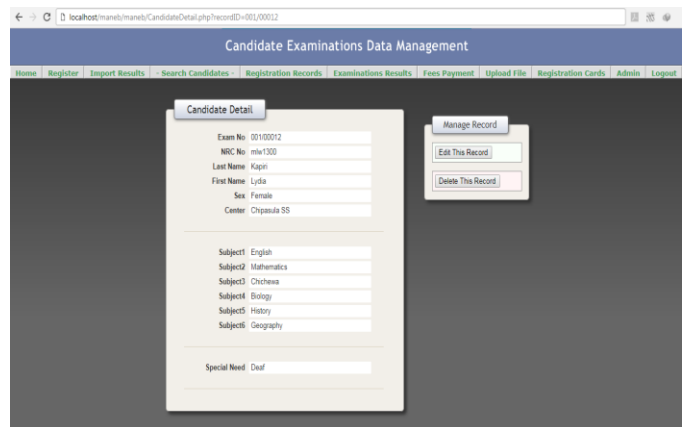 localhost/maneb/maneb/CandidateDetail.php?recordID=001/00012
Candidate Examinations Data Management
Home Register Import Results - Search Candidates - Registration Records Examinations Results Fees Payment Upload File Registration Cards Admin Logout
Candidate Detail
Exam No 001/00012
NRC No mlw1300
Last Name Kapiri
First Name Lydia
Sex Female
Center Chipasula SS
Subject1 English
Subject2 Mathematics
Subject3 Chichewa
Subject4 Biology
Subject5 History
Subject6 Geography
Special Need Deaf
Manage Record
Edit This Record
Delete This Record